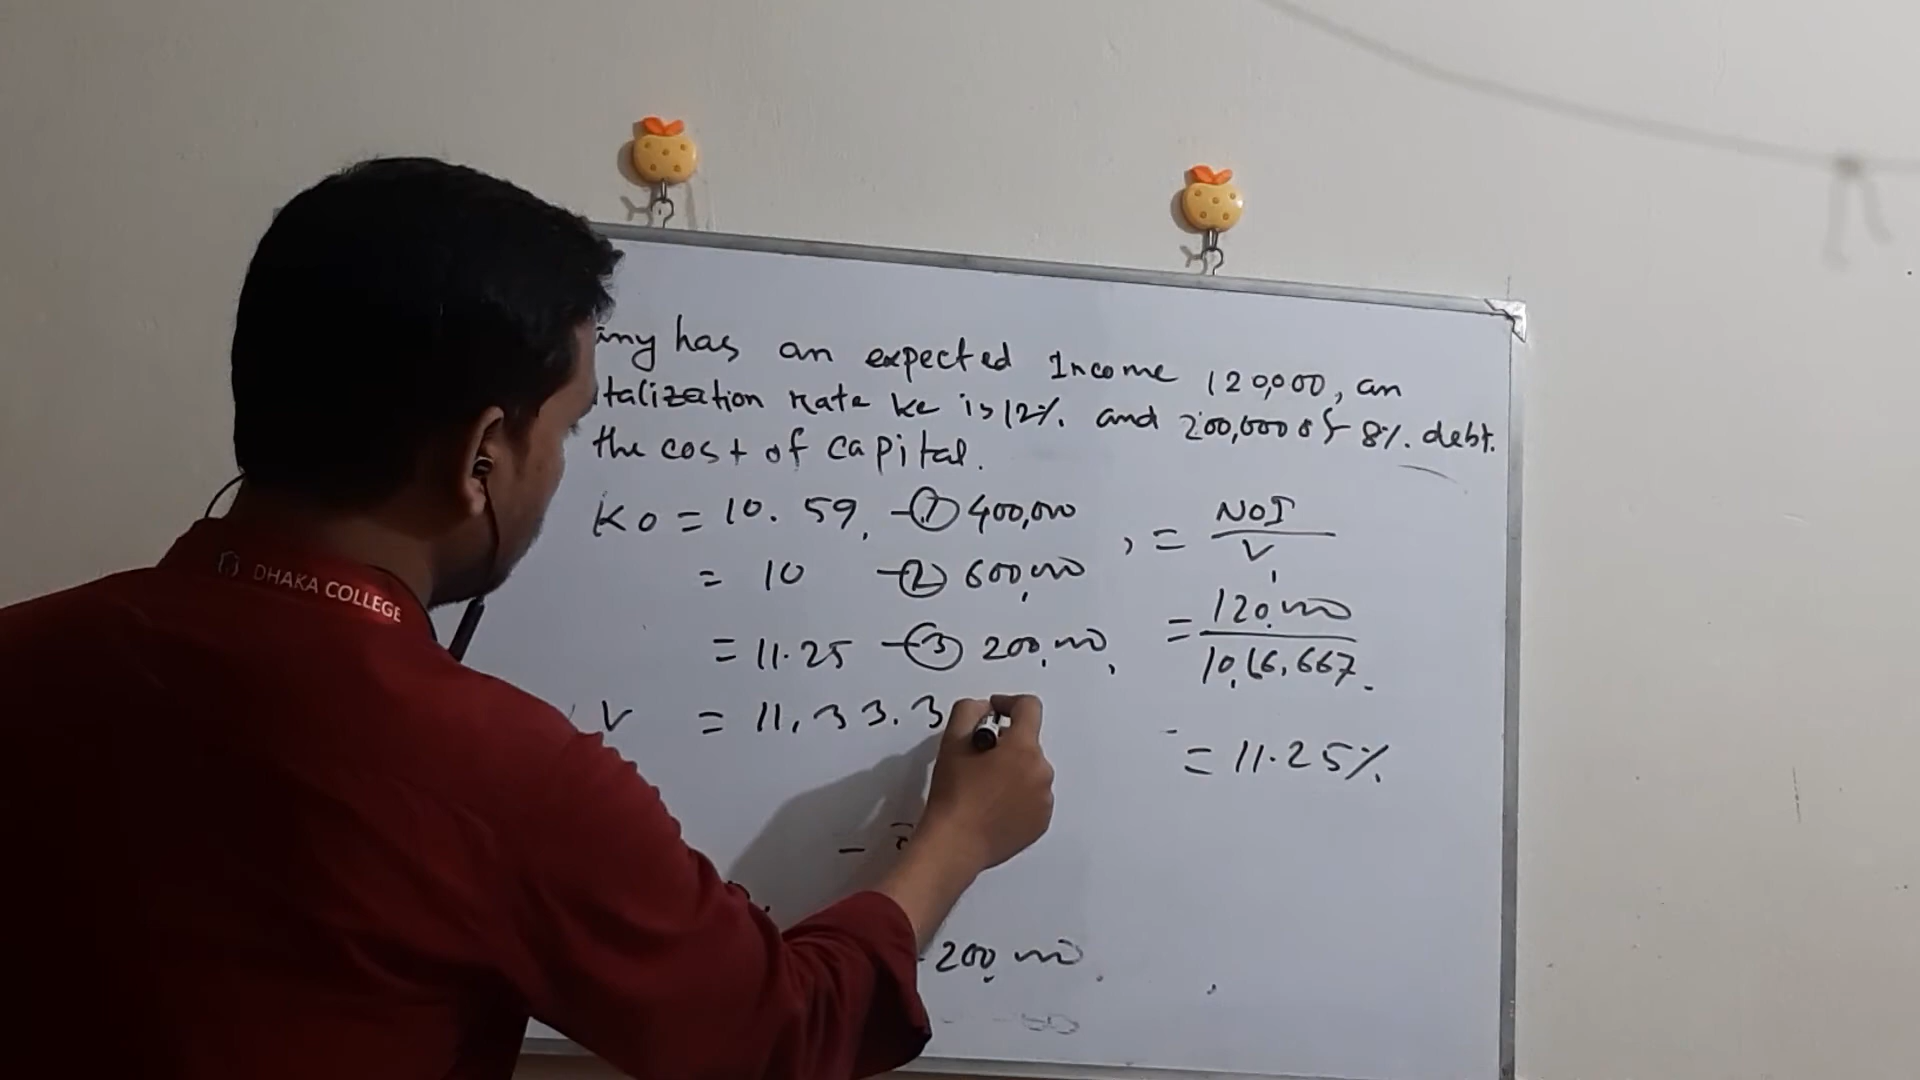 any has an expected Income 120,000, an
talization rate ke is 12%. and 200,000 of 8%. debt.
the cost of capital.
Ko = 10.59, - ① 400,000
= 10 - ② 600,000
= 11.25 - ③ 200,000,
V = 11,33,3
, = NOI / V
= 120,000 / 10,16,667.
= 11.25%
200,000
DHAKA COLLEGE